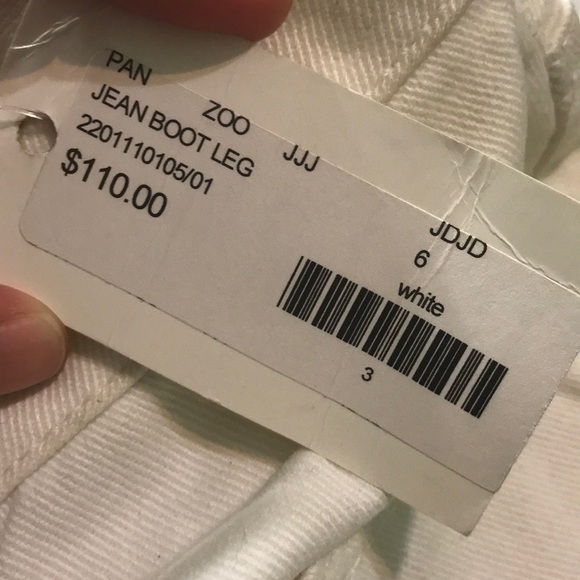 PAN ZOO JJJ JDJD
JEAN BOOT LEG 6
2201110105/01 white
$110.00
3